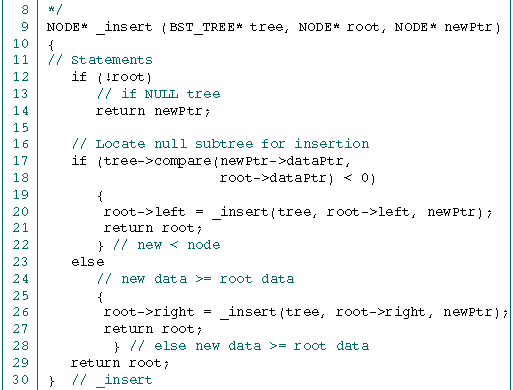 8 */
9 NODE* _insert (BST_TREE* tree, NODE* root, NODE* newPtr)
10 {
11 // Statements
12 if (!root)
13 // if NULL tree
14 return newPtr;
15
16 // Locate null subtree for insertion
17 if (tree->compare(newPtr->dataPtr,
18 root->dataPtr) < 0)
19 {
20 root->left = _insert(tree, root->left, newPtr);
21 return root;
22 } // new < node
23 else
24 // new data >= root data
25 {
26 root->right = _insert(tree, root->right, newPtr);
27 return root;
28 } // else new data >= root data
29 return root;
30 } // _insert